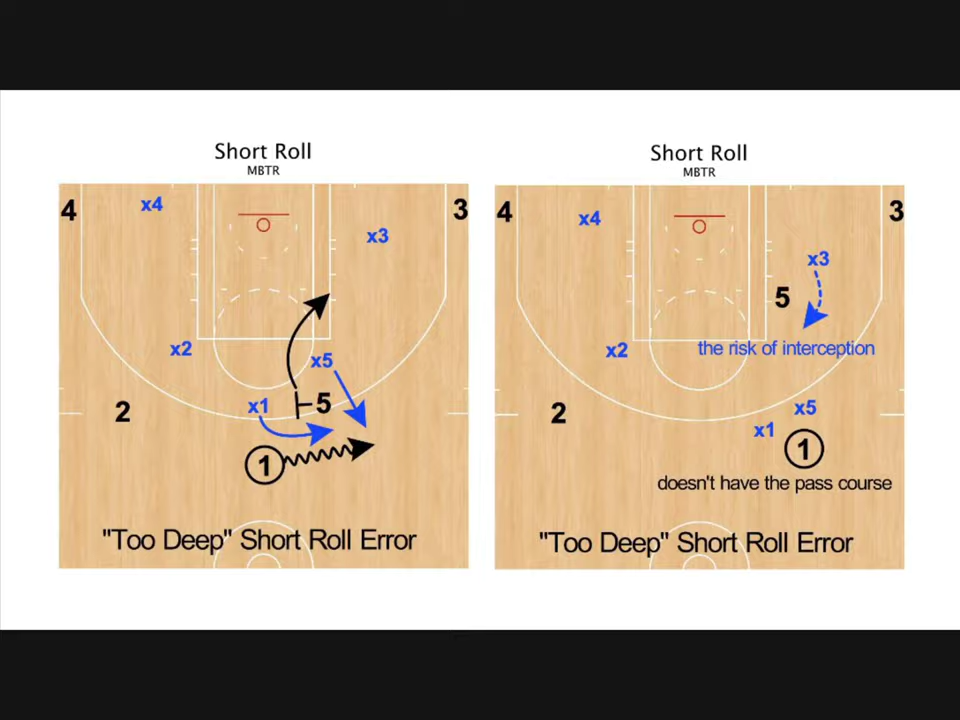 Short Roll
MBTR
4
x4
3
x3
x2
x5
2
x1
5
1
"Too Deep" Short Roll Error
Short Roll
MBTR
4
x4
3
x3
5
x2
the risk of interception
2
x5
x1
1
doesn't have the pass course
"Too Deep" Short Roll Error